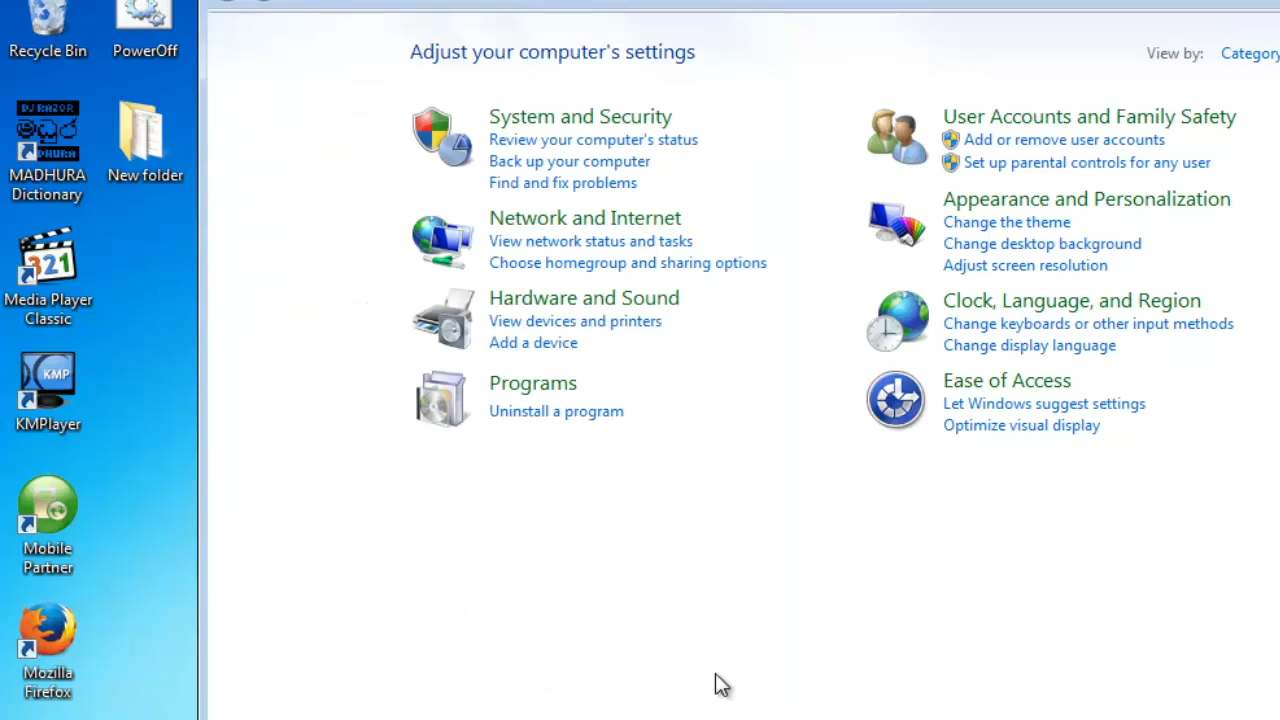 Recycle Bin
PowerOff
DJ RAZOR
මධුර
DHURA
MADHURA
Dictionary
New folder
321
Media Player
Classic
KMP
KMPlayer
Mobile
Partner
Mozilla
Firefox
Adjust your computer's settings
View by: Category
System and Security
Review your computer's status
Back up your computer
Find and fix problems
Network and Internet
View network status and tasks
Choose homegroup and sharing options
Hardware and Sound
View devices and printers
Add a device
Programs
Uninstall a program
User Accounts and Family Safety
Add or remove user accounts
Set up parental controls for any user
Appearance and Personalization
Change the theme
Change desktop background
Adjust screen resolution
Clock, Language, and Region
Change keyboards or other input methods
Change display language
Ease of Access
Let Windows suggest settings
Optimize visual display